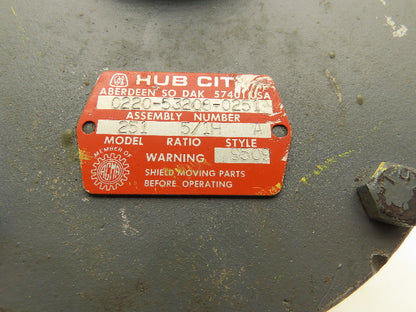 HUB CITY
ABERDEEN SO DAK 57401 USA
0220-53206-0251
ASSEMBLY NUMBER
251 5/1H A
MODEL RATIO STYLE
WARNING 9509
SHIELD MOVING PARTS
BEFORE OPERATING
MEMBER OF
AGMA